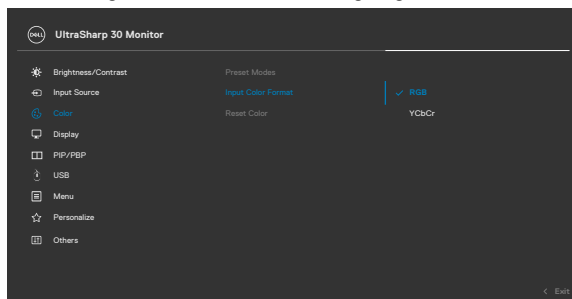 DELL UltraSharp 30 Monitor
Brightness/Contrast Preset Modes
Input Source Input Color Format RGB
Color Reset Color YCbCr
Display
PIP/PBP
USB
Menu
Personalize
Others
Exit